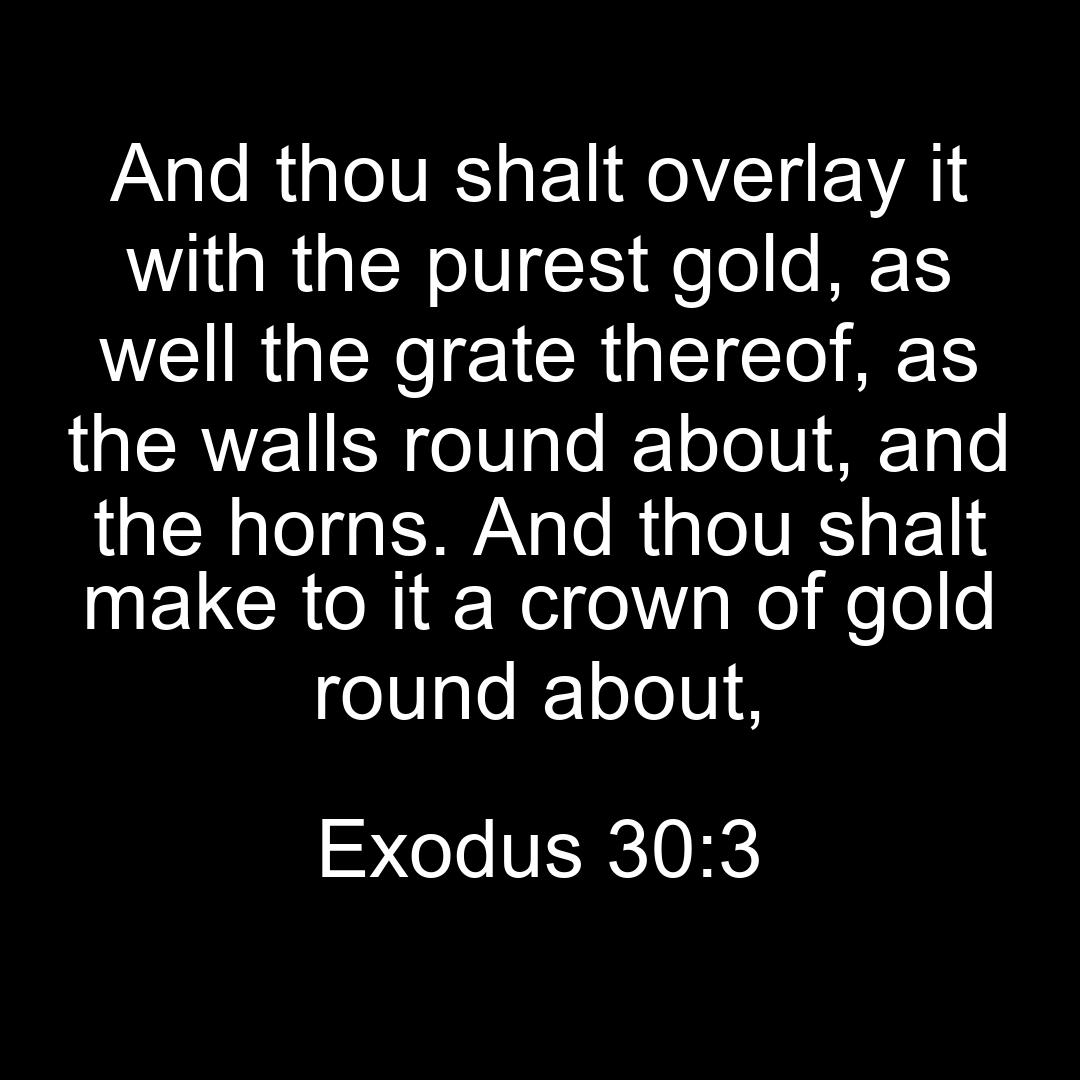 And thou shalt overlay it
with the purest gold, as
well the grate thereof, as
the walls round about, and
the horns. And thou shalt
make to it a crown of gold
round about,
Exodus 30:3